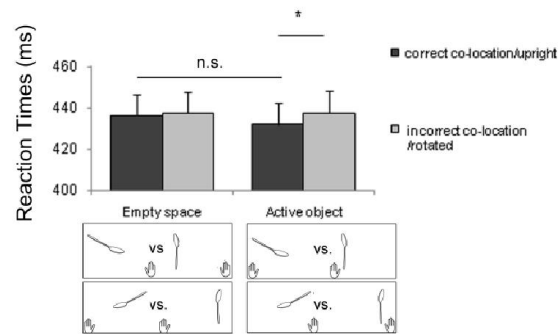 *
n.s.
Reaction Times (ms)
460
440
420
400
correct co-location/upright
incorrect co-location
/rotated
Empty space
Active object
vs
vs.
vs.
vs.